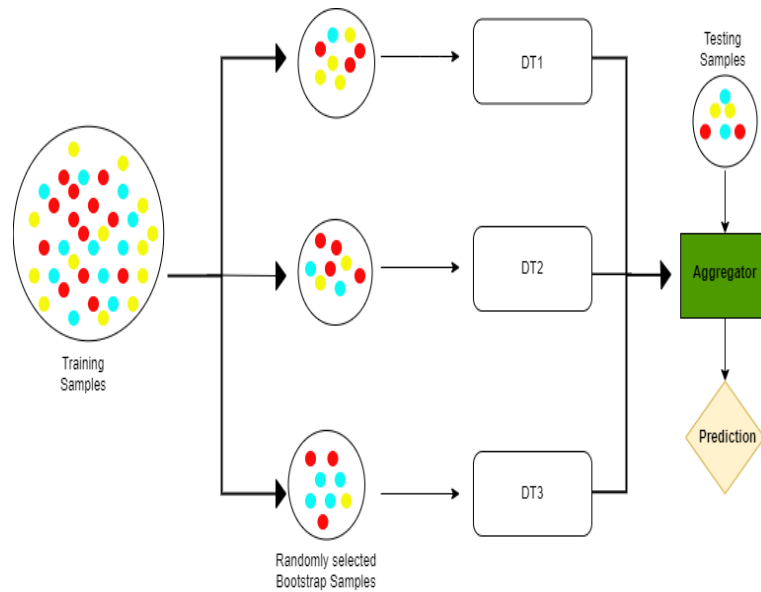 DT1
Testing
Samples
DT2
Aggregator
Training
Samples
Prediction
DT3
Randomly selected
Bootstrap Samples